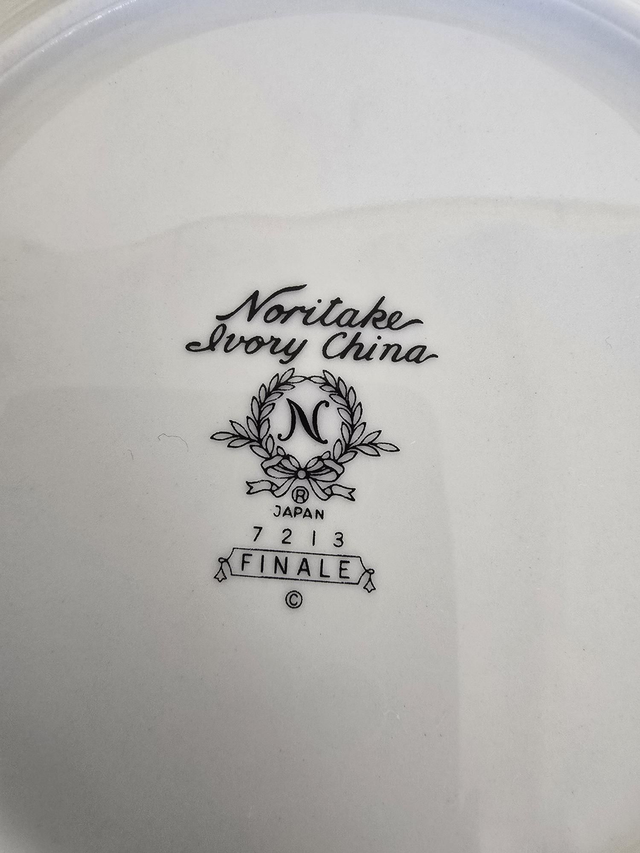 Noritake
Ivory China
N
®
JAPAN
7213
FINALE
©